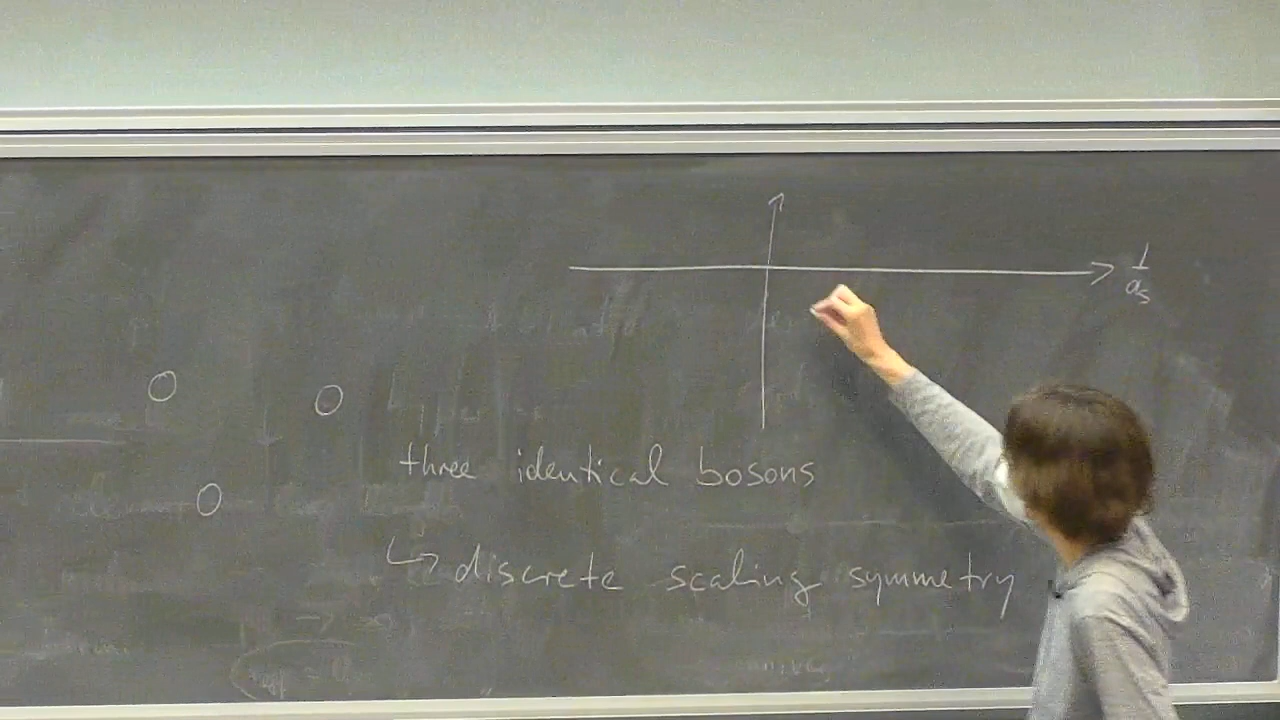 1/a_s
three identical bosons
↳ discrete scaling symmetry